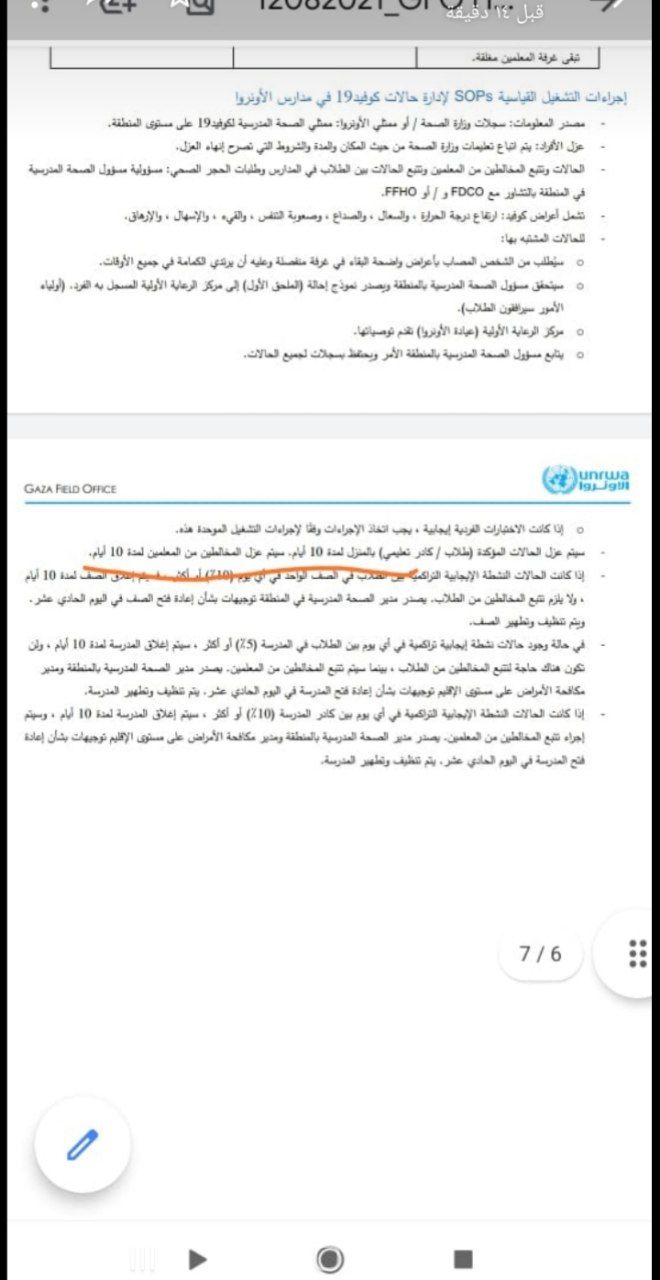 قبل ١٤ دقيقة
تبقى غرفة المعلمين مغلقة.
إجراءات التشغيل القياسية SOPs لإدارة حالات كوفيد19 في مدارس الأونروا
- مصدر المعلومات: سجلات وزارة الصحة / أو ممثلي الأونروا: ممثلي الصحة المدرسية لكوفيد19 على مستوى المنطقة.
- عزل الأفراد: يتم اتباع تعليمات وزارة الصحة من حيث المكان والمدة والشروط التي تصرح إنهاء العزل.
- الحالات وتتبع المخالطين من المعلمين وتتبع الحالات بين الطلاب في المدارس وطلبات الحجر الصحي: مسؤولية مسؤول الصحة المدرسية
في المنطقة بالتشاور مع FDCO و / أو FFHO.
- تشمل أعراض كوفيد: ارتفاع درجة الحرارة ، والسعال ، والصداع ، وصعوبة التنفس ، والقيء ، والإسهال ، والإرهاق.
- للحالات المشتبه بها:
o سيُطلب من الشخص المصاب بأعراض واضحة البقاء في غرفة منفصلة وعليه أن يرتدي الكمامة في جميع الأوقات.
o سيتحقق مسؤول الصحة المدرسية بالمنطقة ويصدر نموذج إحالة (الملحق الأول) إلى مركز الرعاية الأولية المسجل به الفرد. (أولياء
الأمور سيرافقون الطلاب).
o مركز الرعاية الأولية (عيادة الأونروا) تقدم توصياتها.
o يتابع مسؤول الصحة المدرسية بالمنطقة الأمر ويحتفظ بسجلات لجميع الحالات.
unrwa
الأونروا
GAZA FIELD OFFICE
o إذا كانت الاختبارات الفردية إيجابية ، يجب اتخاذ الإجراءات وفقًا لإجراءات التشغيل الموحدة هذه.
- سيتم عزل الحالات المؤكدة (طلاب / كادر تعليمي) بالمنزل لمدة 10 أيام. سيتم عزل المخالطين من المعلمين لمدة 10 أيام.
- إذا كانت الحالات النشطة الإيجابية التراكمية بين الطلاب في الصف الواحد في أي يوم (10٪) أو أكثر ، فسيتم إغلاق الصف لمدة 10 أيام
، ولا يلزم تتبع المخالطين من الطلاب. يصدر مدير الصحة المدرسية في المنطقة توجيهات بشأن إعادة فتح الصف في اليوم الحادي عشر.
ويتم تنظيف وتطهير الصف.
- في حالة وجود حالات نشطة إيجابية تراكمية في أي يوم بين الطلاب في المدرسة (5٪) أو أكثر ، سيتم إغلاق المدرسة لمدة 10 أيام ، ولن
تكون هناك حاجة لتتبع المخالطين من الطلاب ، بينما سيتم تتبع المخالطين من المعلمين. يصدر مدير الصحة المدرسية بالمنطقة ومدير
مكافحة الأمراض على مستوى الإقليم توجيهات بشأن إعادة فتح المدرسة في اليوم الحادي عشر. يتم تنظيف وتطهير المدرسة.
- إذا كانت الحالات النشطة الإيجابية التراكمية في أي يوم بين كادر المدرسة (10٪) أو أكثر ، سيتم إغلاق المدرسة لمدة 10 أيام ، وسيتم
إجراء تتبع المخالطين من المعلمين. يصدر مدير الصحة المدرسية بالمنطقة ومدير مكافحة الأمراض على مستوى الإقليم توجيهات بشأن إعادة
فتح المدرسة في اليوم الحادي عشر. يتم تنظيف وتطهير المدرسة.
7 / 6